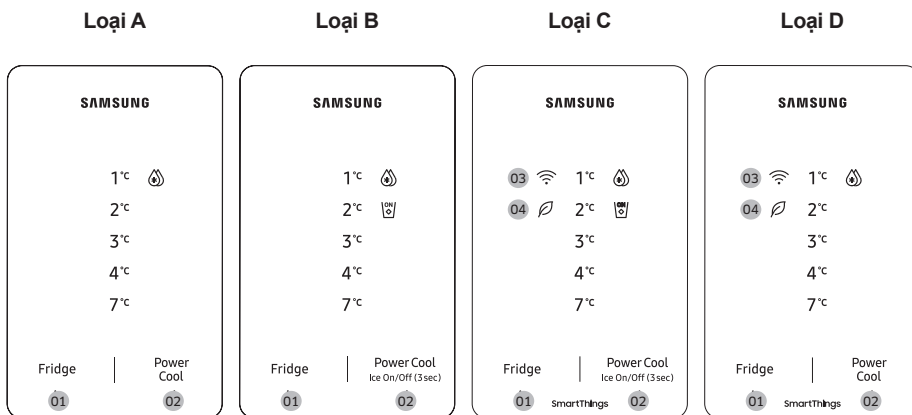 Loại A
Loại B
Loại C
Loại D
SAMSUNG
1°C
2°C
3°C
4°C
7°C
Fridge
Power
Cool
01
02
SAMSUNG
1°C
2°C
ON
3°C
4°C
7°C
Fridge
Power Cool
Ice On/Off (3 sec)
01
02
SAMSUNG
03
1°C
04
2°C
ON
3°C
4°C
7°C
Fridge
Power Cool
Ice On/Off (3 sec)
01
SmartThings
02
SAMSUNG
03
1°C
04
2°C
3°C
4°C
7°C
Fridge
Power
Cool
01
SmartThings
02